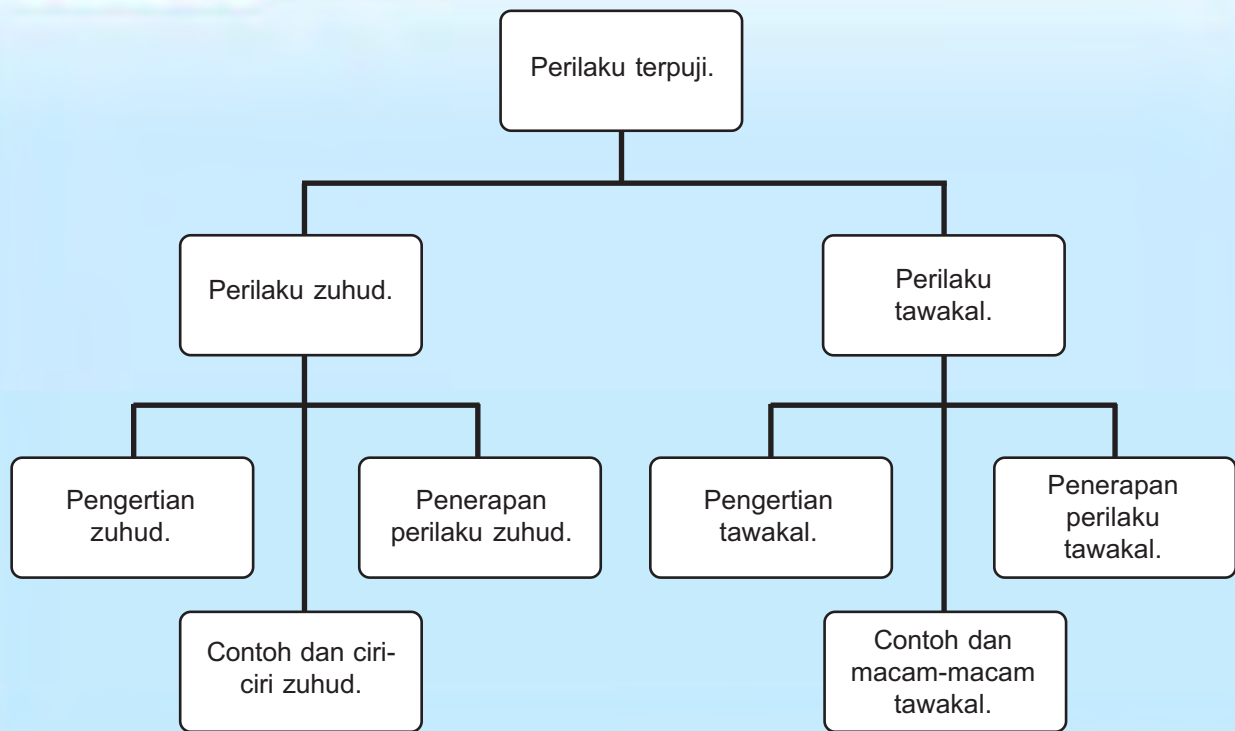 Perilaku terpuji.
Perilaku zuhud.
Perilaku
tawakal.
Pengertian
zuhud.
Penerapan
perilaku zuhud.
Pengertian
tawakal.
Penerapan
perilaku
tawakal.
Contoh dan ciri-
ciri zuhud.
Contoh dan
macam-macam
tawakal.